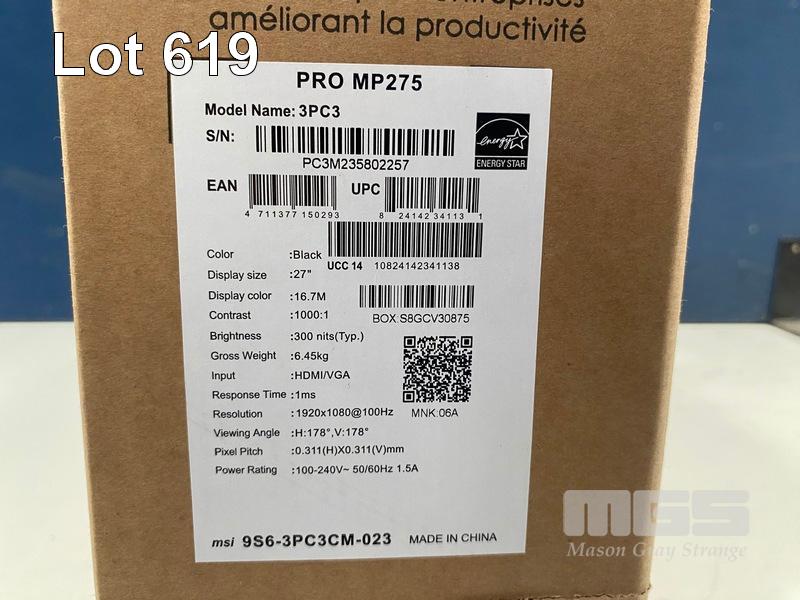 entreprises
améliorant la productivité
Lot 619
PRO MP275
Model Name: 3PC3
S/N:
PC3M235802257
energy
ENERGY STAR
EAN
4 711377 150293
UPC
8 24142 34113 1
UCC 14 10824142341138
Color :Black
Display size :27"
Display color :16.7M
Contrast :1000:1
Brightness :300 nits(Typ.)
Gross Weight :6.45kg
Input :HDMI/VGA
Response Time :1ms
Resolution :1920x1080@100Hz
Viewing Angle :H:178°,V:178°
Pixel Pitch :0.311(H)X0.311(V)mm
Power Rating :100-240V~ 50/60Hz 1.5A
BOX:S8GCV30875
MNK:06A
msi 9S6-3PC3CM-023 MADE IN CHINA
MGS
Mason Gray Strange